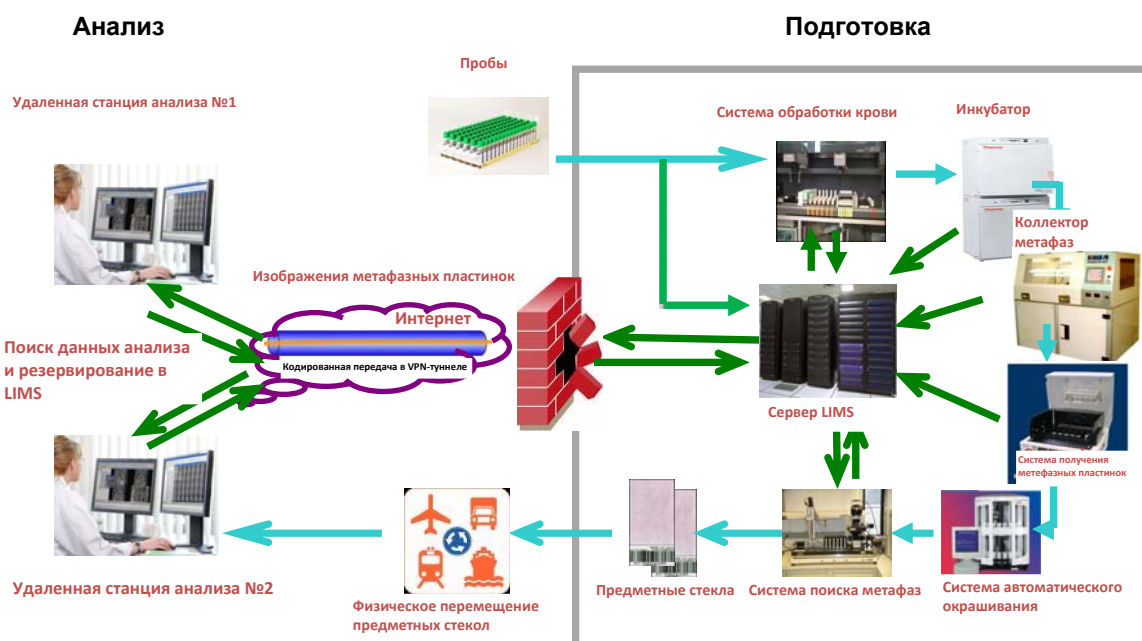 Анализ
Подготовка
Пробы
Удаленная станция анализа №1
Система обработки крови
Инкубатор
Коллектор
метафаз
Изображения метафазных пластинок
Интернет
Кодированная передача в VPN-туннеле
Поиск данных анализа
и резервирование в
LIMS
Сервер LIMS
Система получения
метефазных пластинок
Удаленная станция анализа №2
Физическое перемещение
предметных стекол
Предметные стекла
Система поиска метафаз
Система автоматического
окрашивания